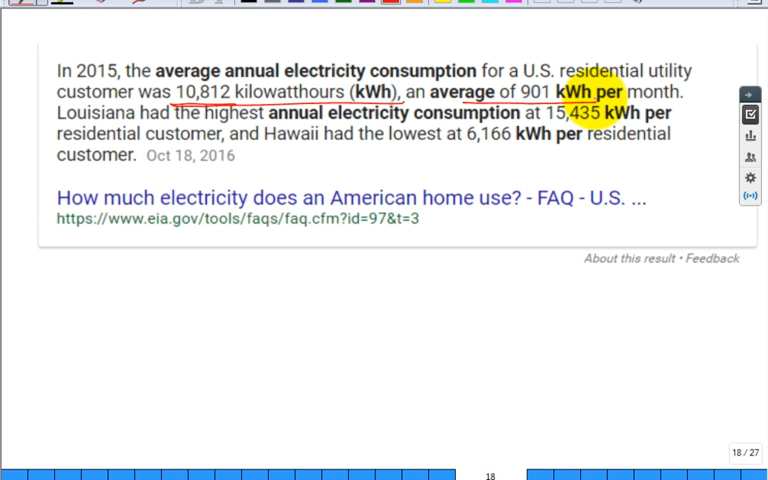 In 2015, the average annual electricity consumption for a U.S. residential utility
customer was 10,812 kilowatthours (kWh), an average of 901 kWh per month.
Louisiana had the highest annual electricity consumption at 15,435 kWh per
residential customer, and Hawaii had the lowest at 6,166 kWh per residential
customer. Oct 18, 2016
How much electricity does an American home use? - FAQ - U.S. ...
https://www.eia.gov/tools/faqs/faq.cfm?id=97&t=3
About this result • Feedback
18 / 27
18